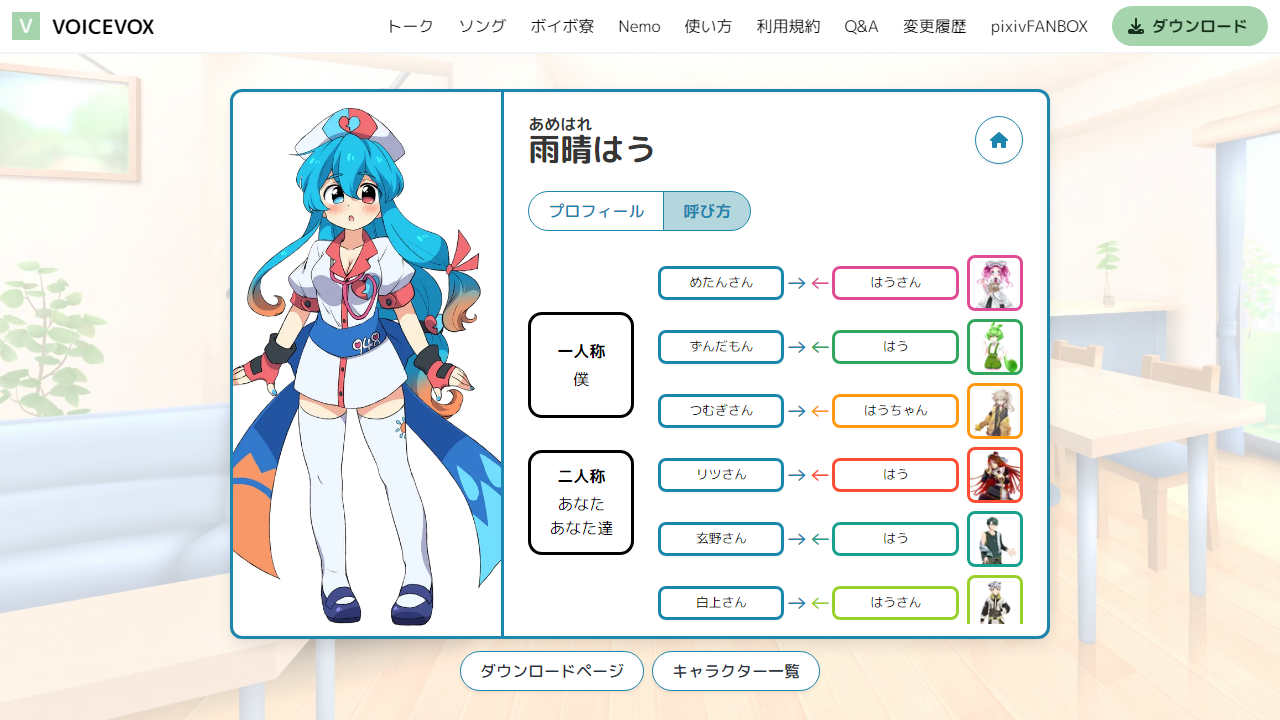 V VOICEVOX
トーク ソング ボイボ寮 Nemo 使い方 利用規約 Q&A 変更履歴 pixivFANBOX ダウンロード
あめはれ
雨晴はう
プロフィール 呼び方
一人称
僕
二人称
あなた
あなた達
めたんさん → ← はうさん
ずんだもん → ← はう
つむぎさん → ← はうちゃん
リツさん → ← はう
玄野さん → ← はう
白上さん → ← はうさん
ダウンロードページ キャラクター一覧